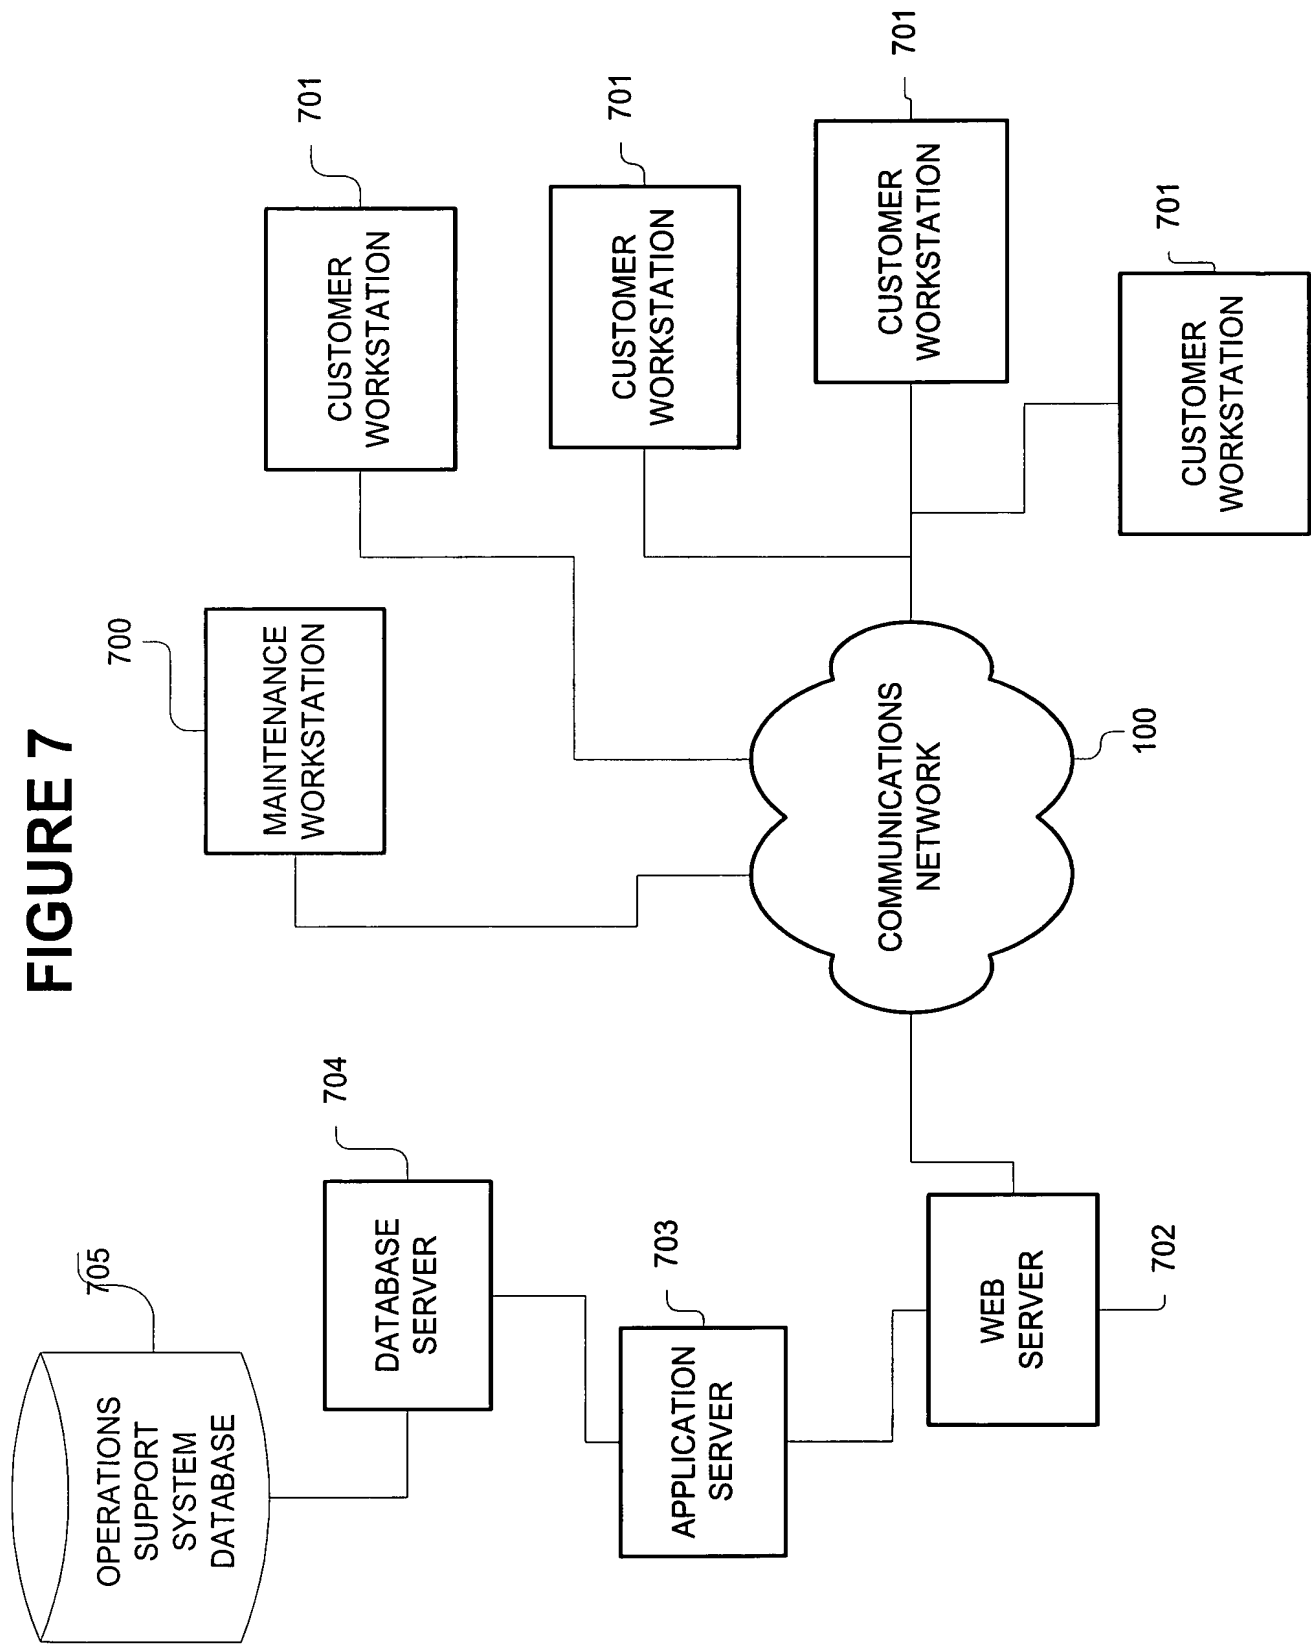 FIGURE 7
705
OPERATIONS
SUPPORT
SYSTEM
DATABASE
704
DATABASE
SERVER
703
APPLICATION
SERVER
WEB
SERVER
702
700
MAINTENANCE
WORKSTATION
COMMUNICATIONS
NETWORK
100
701
CUSTOMER
WORKSTATION
701
CUSTOMER
WORKSTATION
701
CUSTOMER
WORKSTATION
701
CUSTOMER
WORKSTATION